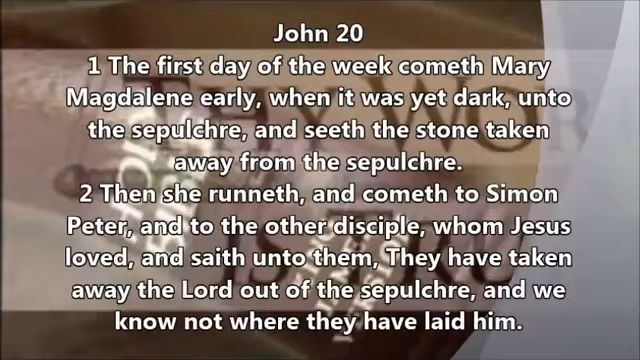 John 20
1 The first day of the week cometh Mary
Magdalene early, when it was yet dark, unto
the sepulchre, and seeth the stone taken
away from the sepulchre.
2 Then she runneth, and cometh to Simon
Peter, and to the other disciple, whom Jesus
loved, and saith unto them, They have taken
away the Lord out of the sepulchre, and we
know not where they have laid him.